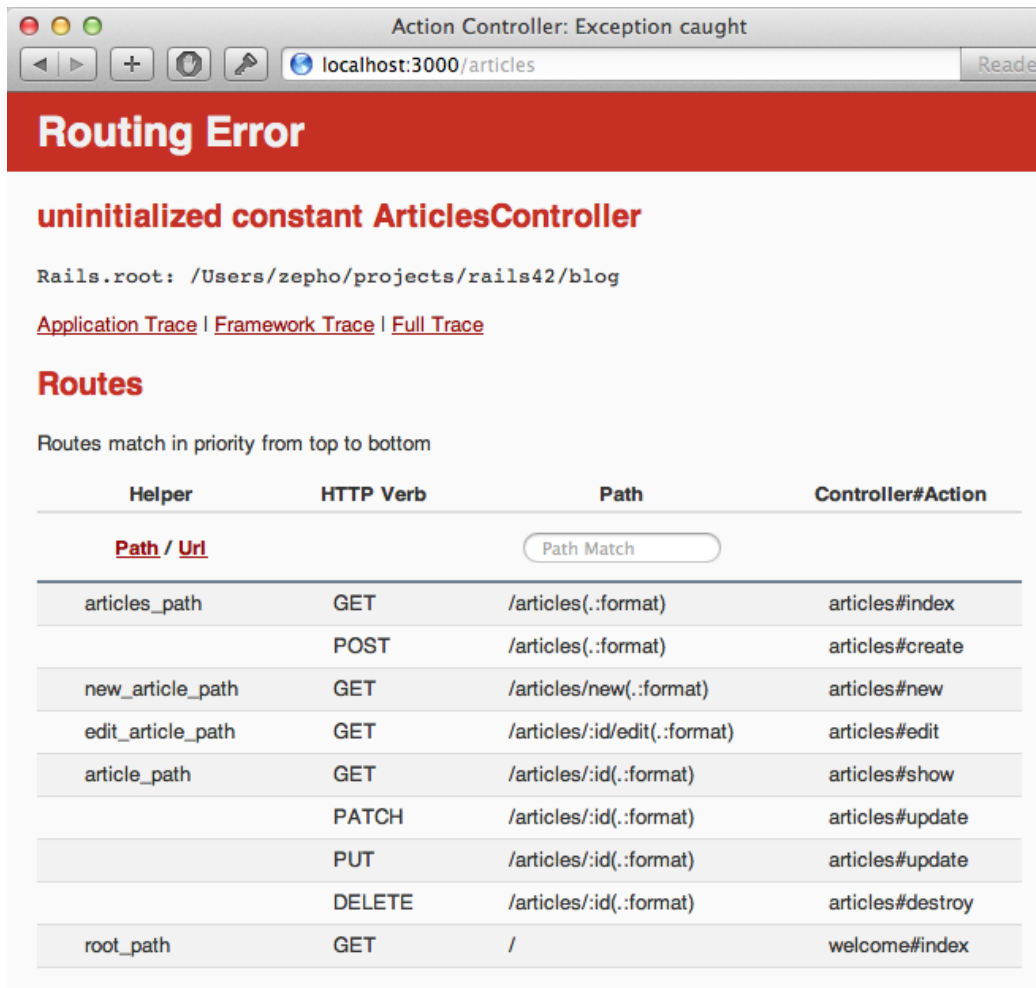 Action Controller: Exception caught
localhost:3000/articles
Reade
Routing Error
uninitialized constant ArticlesController
Rails.root: /Users/zepho/projects/rails42/blog
Application Trace | Framework Trace | Full Trace
Routes
Routes match in priority from top to bottom
Helper HTTP Verb Path Controller#Action
Path / Url Path Match
articles_path GET /articles(.:format) articles#index
POST /articles(.:format) articles#create
new_article_path GET /articles/new(.:format) articles#new
edit_article_path GET /articles/:id/edit(.:format) articles#edit
article_path GET /articles/:id(.:format) articles#show
PATCH /articles/:id(.:format) articles#update
PUT /articles/:id(.:format) articles#update
DELETE /articles/:id(.:format) articles#destroy
root_path GET / welcome#index